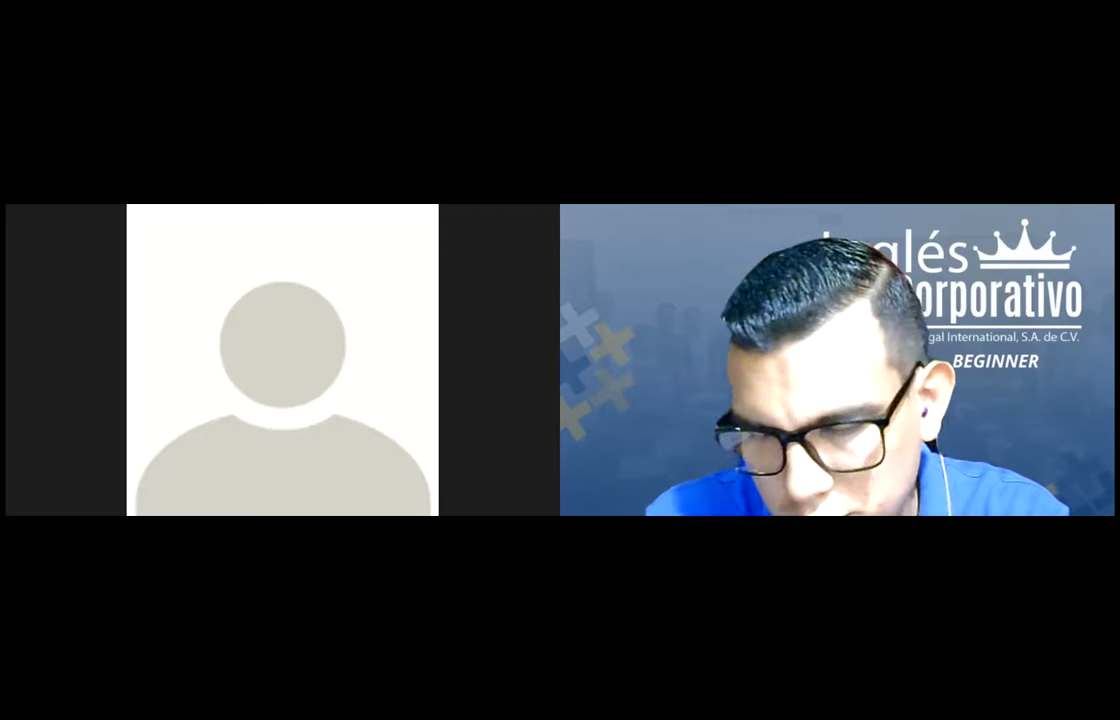 glés
orporativo
gal International, S.A. de C.V.
BEGINNER